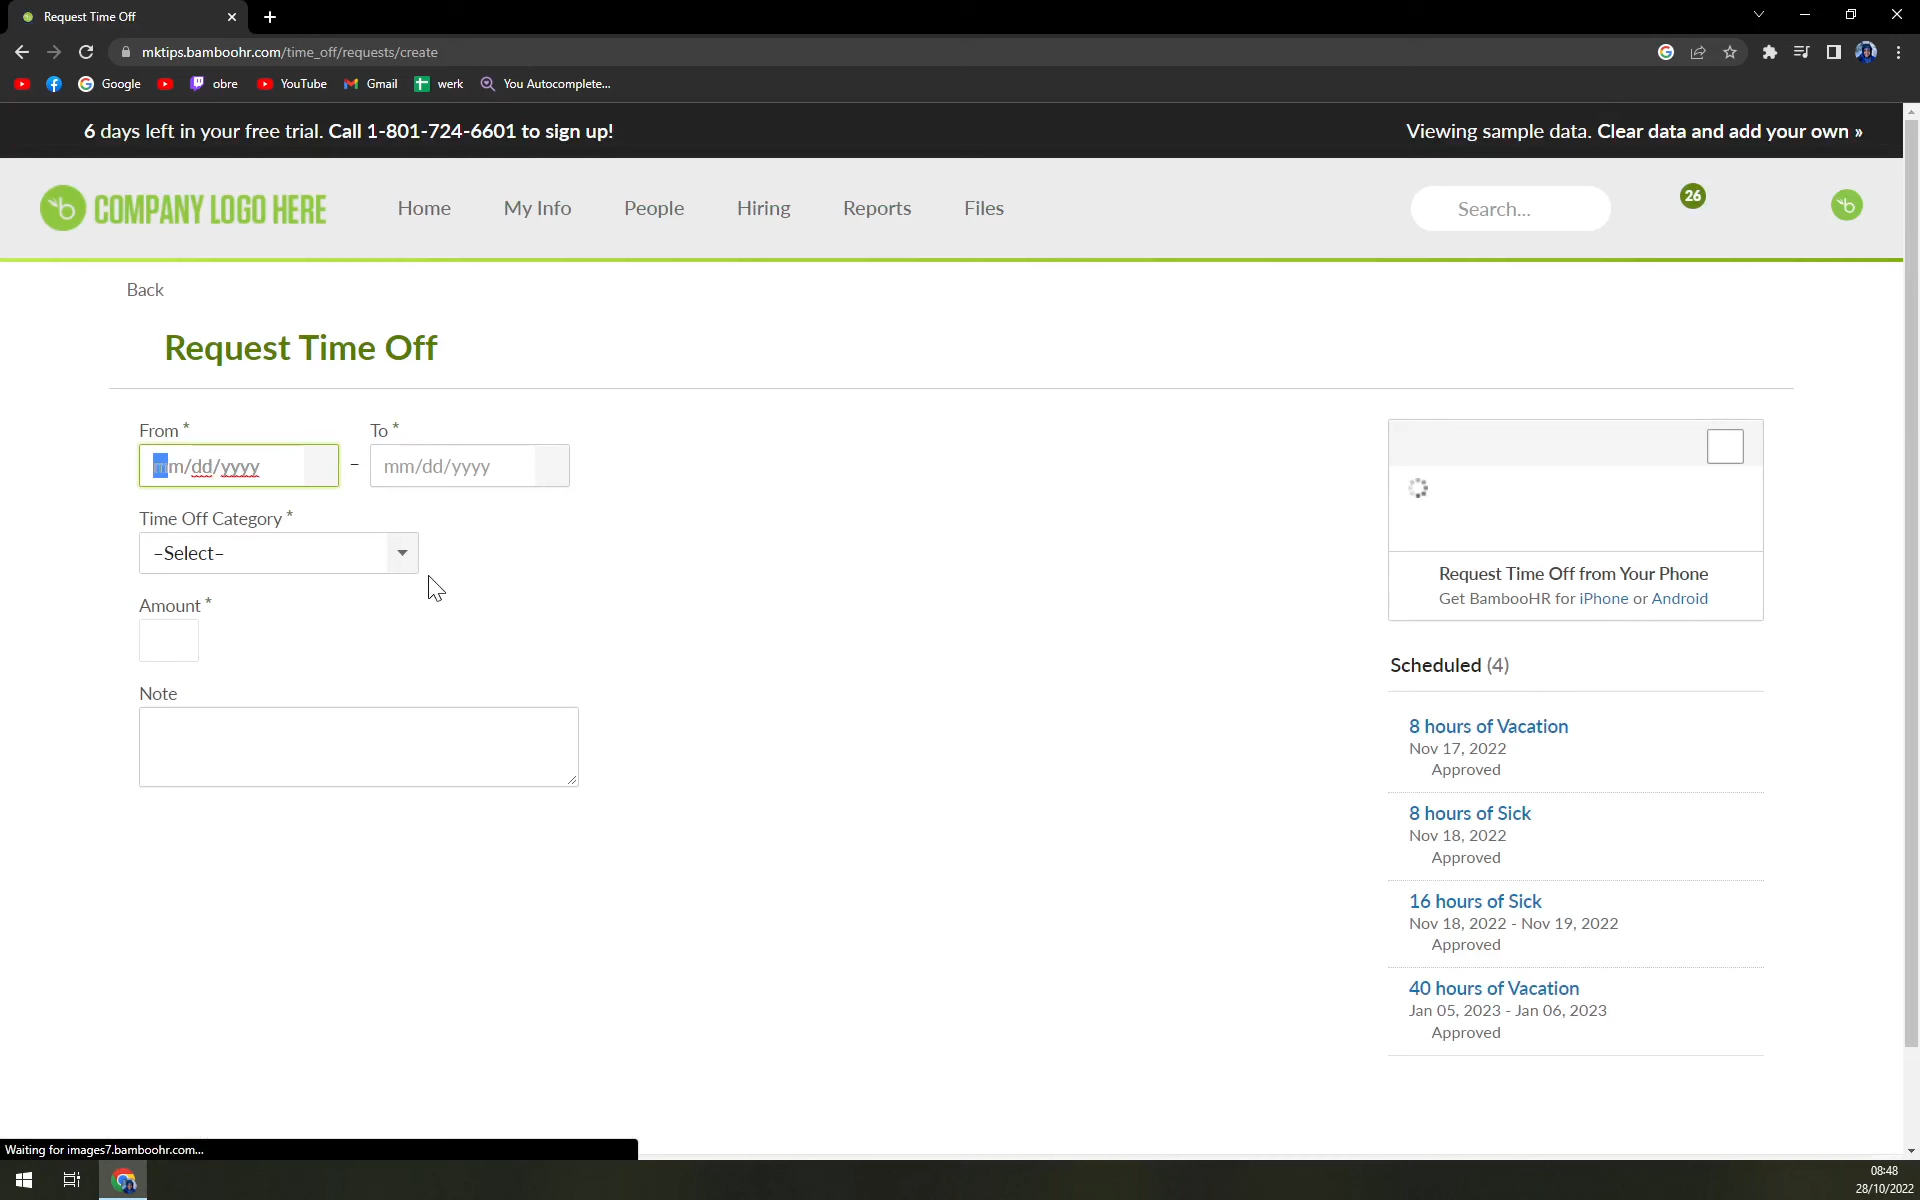 Request Time Off
mktips.bamboohr.com/time_off/requests/create
Google
obre
YouTube
Gmail
werk
You Autocomplete...
6 days left in your free trial. Call 1-801-724-6601 to sign up!
Viewing sample data. Clear data and add your own »
COMPANY LOGO HERE
Home
My Info
People
Hiring
Reports
Files
Search...
26
Back
Request Time Off
From *
To *
mm/dd/yyyy
–
mm/dd/yyyy
Time Off Category *
–Select–
Amount *
Note
Request Time Off from Your Phone
Get BambooHR for iPhone or Android
Scheduled (4)
8 hours of Vacation
Nov 17, 2022
Approved
8 hours of Sick
Nov 18, 2022
Approved
16 hours of Sick
Nov 18, 2022 - Nov 19, 2022
Approved
40 hours of Vacation
Jan 05, 2023 - Jan 06, 2023
Approved
Waiting for images7.bamboohr.com...
08:48
28/10/2022